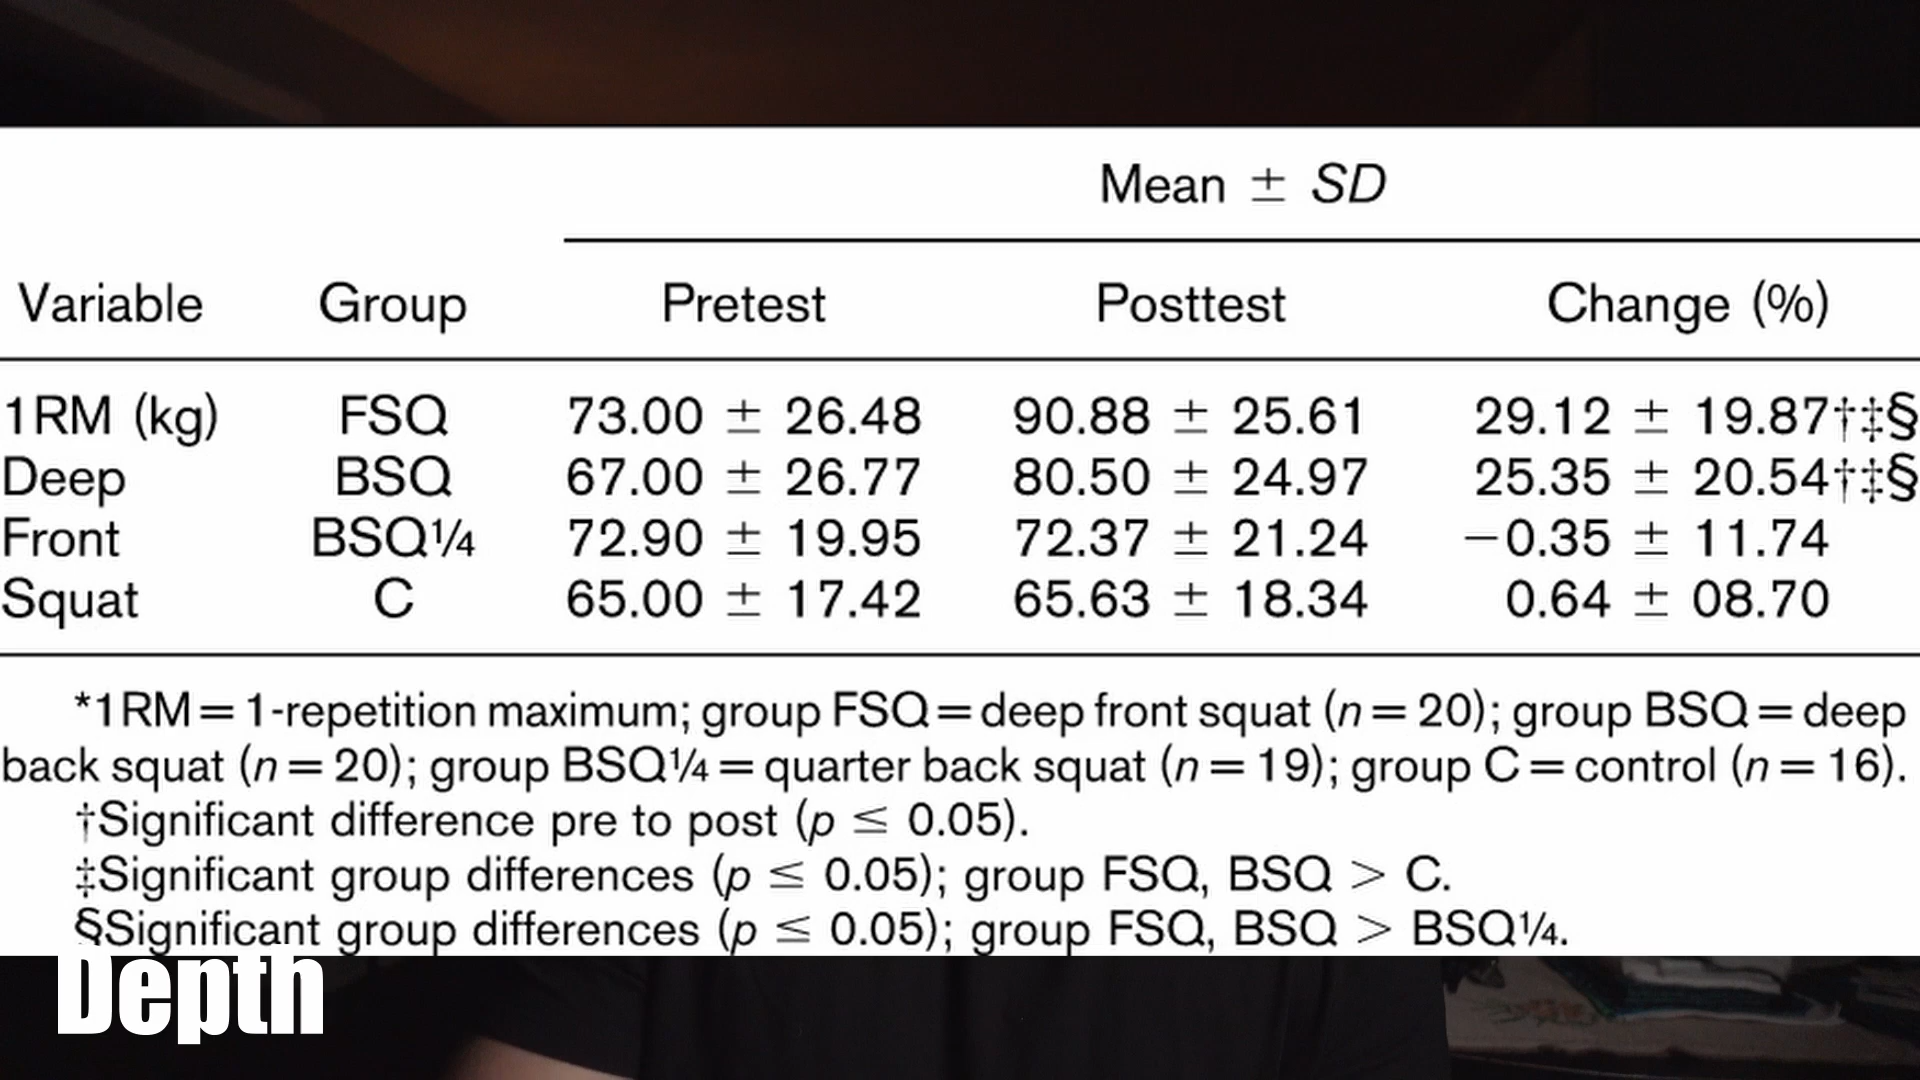 Mean ± SD
Variable Group Pretest Posttest Change (%)
1RM (kg) FSQ 73.00 ± 26.48 90.88 ± 25.61 29.12 ± 19.87†‡§
Deep BSQ 67.00 ± 26.77 80.50 ± 24.97 25.35 ± 20.54†‡§
Front BSQ¼ 72.90 ± 19.95 72.37 ± 21.24 −0.35 ± 11.74
Squat C 65.00 ± 17.42 65.63 ± 18.34 0.64 ± 08.70
*1RM = 1-repetition maximum; group FSQ = deep front squat (n = 20); group BSQ = deep
back squat (n = 20); group BSQ¼ = quarter back squat (n = 19); group C = control (n = 16).
†Significant difference pre to post (p ≤ 0.05).
‡Significant group differences (p ≤ 0.05); group FSQ, BSQ > C.
§Significant group differences (p ≤ 0.05); group FSQ, BSQ > BSQ¼.
Depth